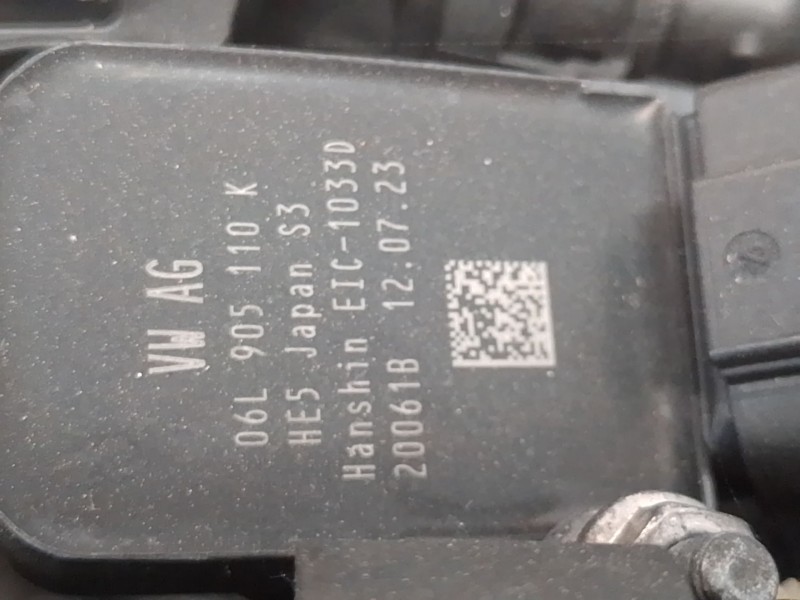 VW AG
06L 905 110 K
HE5 Japan S3
Hanshin EIC-1033D
20061B 12.07.23